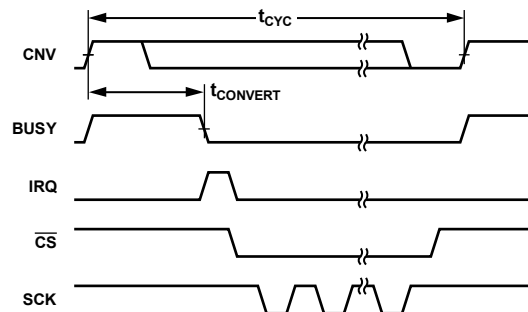 tCYC
CNV
tCONVERT
BUSY
IRQ
CS
SCK